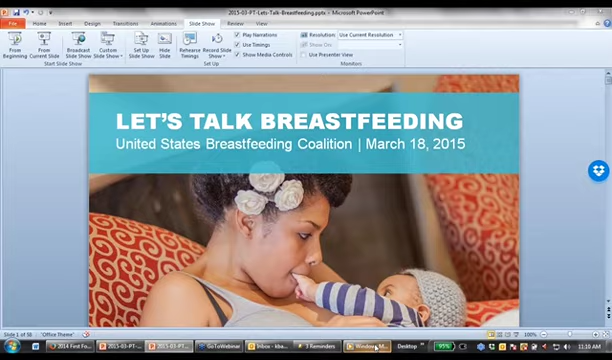 2015-03-PT-Lets-Talk-Breastfeeding.pptx - Microsoft PowerPoint
File Home Insert Design Transitions Animations Slide Show Review View
From Beginning
From Current Slide
Broadcast Slide Show
Custom Slide Show
Set Up Slide Show
Hide Slide
Rehearse Timings
Record Slide Show
Play Narrations
Use Timings
Show Media Controls
Resolution: Use Current Resolution
Show On:
Use Presenter View
Start Slide Show
Set Up
Monitors
LET'S TALK BREASTFEEDING
United States Breastfeeding Coalition | March 18, 2015
Slide 1 of 58
"Office Theme"
100%
2014 First Fo...
2015-03-PT-...
2015-03-PT-...
GoToWebinar
Inbox - kba...
3 Reminders
Windows M...
Desktop
95%
11:10 AM